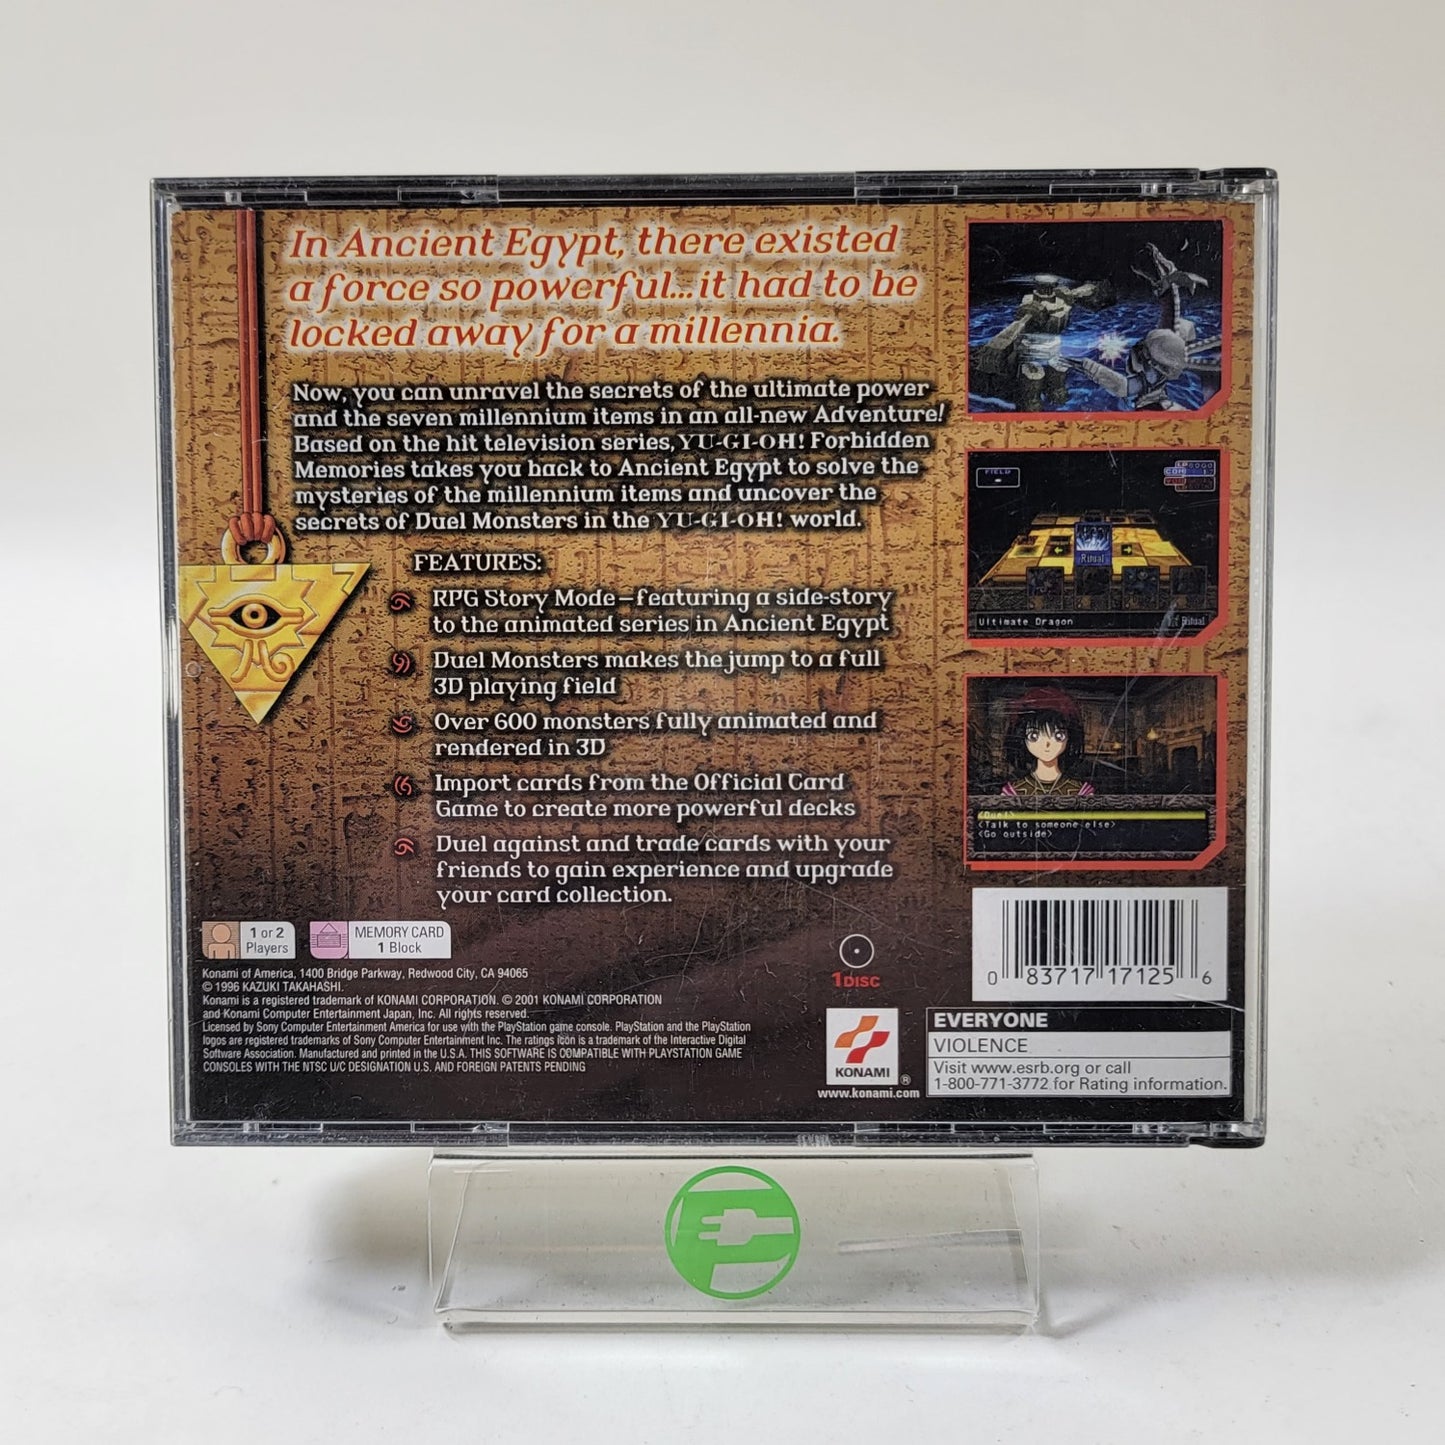 In Ancient Egypt, there existed
a force so powerful...it had to be
locked away for a millennia.
Now, you can unravel the secrets of the ultimate power
and the seven millennium items in an all-new Adventure!
Based on the hit television series, YU-GI-OH! Forbidden
Memories takes you back to Ancient Egypt to solve the
mysteries of the millennium items and uncover the
secrets of Duel Monsters in the YU-GI-OH! world.
FEATURES:
RPG Story Mode—featuring a side-story
to the animated series in Ancient Egypt
Duel Monsters makes the jump to a full
3D playing field
Over 600 monsters fully animated and
rendered in 3D
Import cards from the Official Card
Game to create more powerful decks
Duel against and trade cards with your
friends to gain experience and upgrade
your card collection.
FIELD
LP8000
COM
Ritual
Ultimate Dragon
Ritual
<Duel>
<Talk to someone else>
<Go outside>
1 or 2
Players
MEMORY CARD
1 Block
Konami of America, 1400 Bridge Parkway, Redwood City, CA 94065
© 1996 KAZUKI TAKAHASHI.
Konami is a registered trademark of KONAMI CORPORATION. © 2001 KONAMI CORPORATION
and Konami Computer Entertainment Japan, Inc. All rights reserved.
Licensed by Sony Computer Entertainment America for use with the PlayStation game console. PlayStation and the PlayStation
logos are registered trademarks of Sony Computer Entertainment Inc. The ratings icon is a trademark of the Interactive Digital
Software Association. Manufactured and printed in the U.S.A. THIS SOFTWARE IS COMPATIBLE WITH PLAYSTATION GAME
CONSOLES WITH THE NTSC U/C DESIGNATION U.S. AND FOREIGN PATENTS PENDING
1 DISC
KONAMI ®
www.konami.com
0 83717 17125 6
EVERYONE
VIOLENCE
Visit www.esrb.org or call
1-800-771-3772 for Rating information.